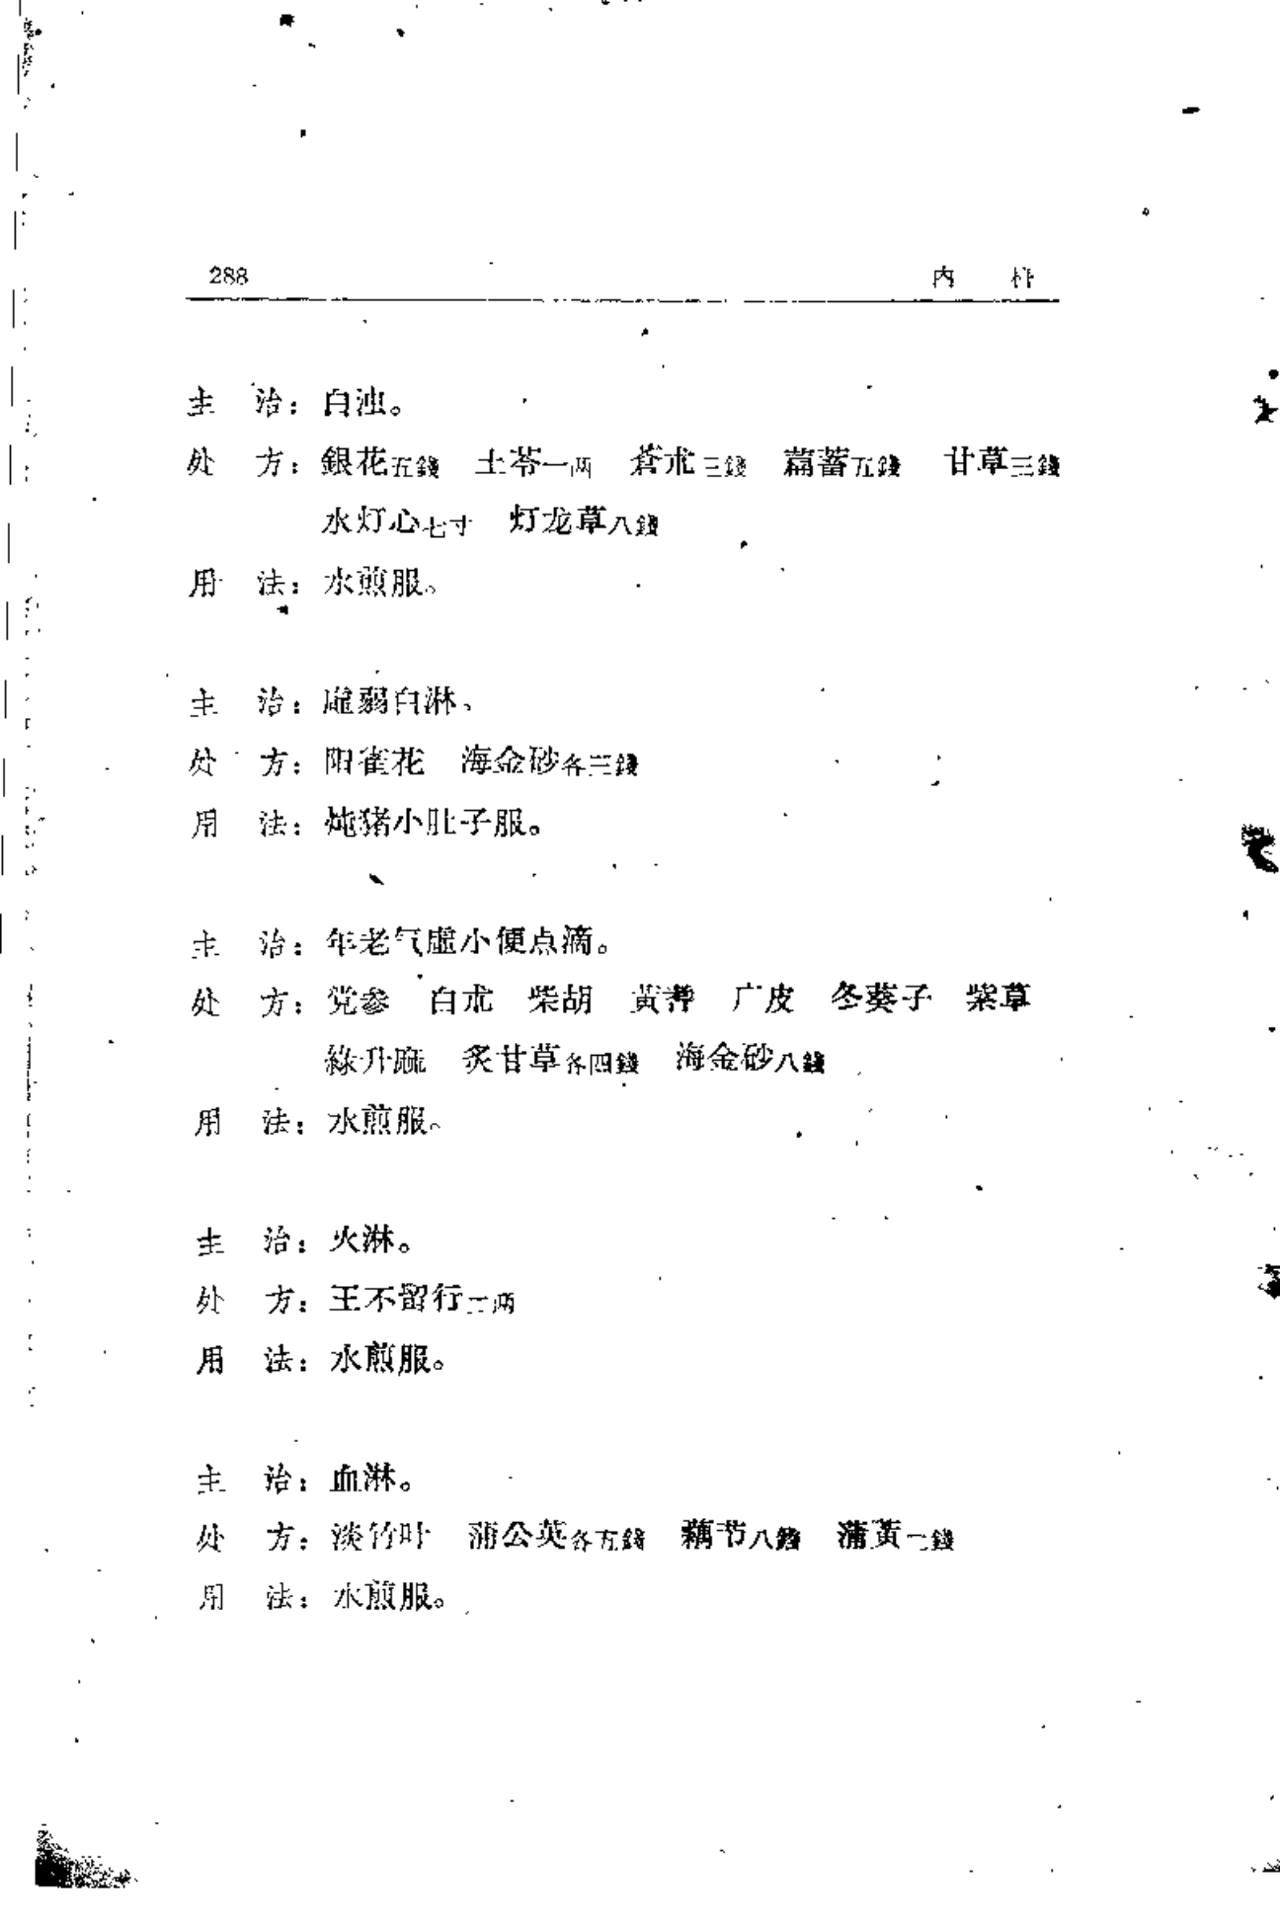 288 内 科
主 治：白浊。
处 方：銀花五錢 土苓一两 蒼朮三錢 萹蓄五錢 甘草三錢
水灯心七寸 灯龙草八錢
用 法：水煎服。
主 治：虛弱白淋。
处 方：阳雀花 海金砂各三錢
用 法：炖猪小肚子服。
主 治：年老气虛小便点滴。
处 方：党参 白朮 柴胡 黃蓍 广皮 冬葵子 紫草
綠升麻 炙甘草各四錢 海金砂八錢
用 法：水煎服。
主 治：火淋。
处 方：王不留行二两
用 法：水煎服。
主 治：血淋。
处 方：淡竹叶 蒲公英各五錢 藕节八錢 蒲黃錢
用 法：水煎服。